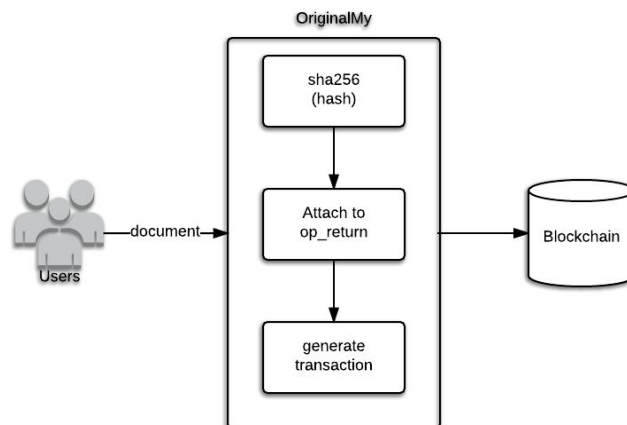 OriginalMy
sha256
(hash)
Attach to
op_return
generate
transaction
Users
document
Blockchain